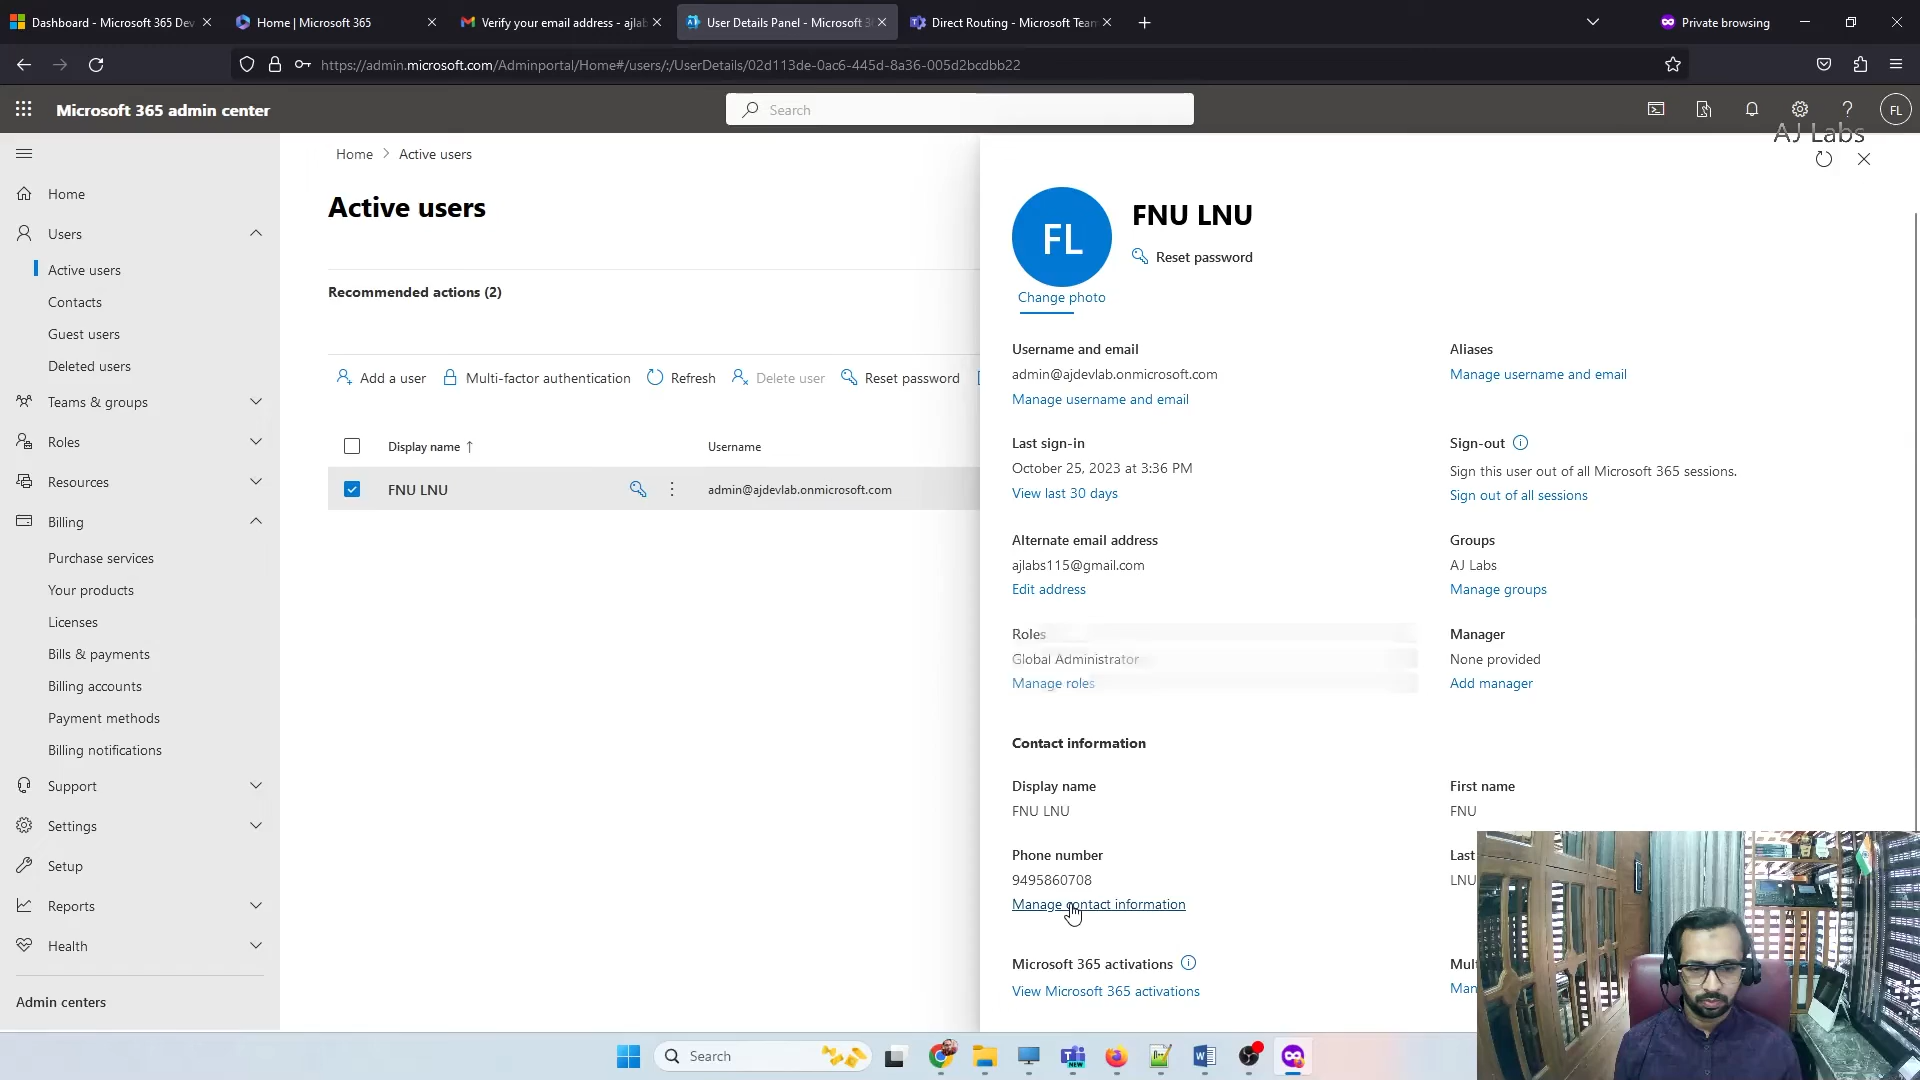 Dashboard - Microsoft 365 Dev
Home | Microsoft 365
Verify your email address - ajlab
User Details Panel - Microsoft 3
Direct Routing - Microsoft Team
Private browsing
https://admin.microsoft.com/Adminportal/Home#/users/:/UserDetails/02d113de-0ac6-445d-8a36-005d2bcdbb22
Microsoft 365 admin center
Search
FL
AJ Labs
Home
Users
Active users
Contacts
Guest users
Deleted users
Teams & groups
Roles
Resources
Billing
Purchase services
Your products
Licenses
Bills & payments
Billing accounts
Payment methods
Billing notifications
Support
Settings
Setup
Reports
Health
Admin centers
Home > Active users
Active users
Recommended actions (2)
Add a user
Multi-factor authentication
Refresh
Delete user
Reset password
Display name ↑
Username
FNU LNU
admin@ajdevlab.onmicrosoft.com
FL
FNU LNU
Reset password
Change photo
Username and email
admin@ajdevlab.onmicrosoft.com
Manage username and email
Aliases
Manage username and email
Last sign-in
October 25, 2023 at 3:36 PM
View last 30 days
Sign-out
Sign this user out of all Microsoft 365 sessions.
Sign out of all sessions
Alternate email address
ajlabs115@gmail.com
Edit address
Groups
AJ Labs
Manage groups
Roles
Global Administrator
Manage roles
Manager
None provided
Add manager
Contact information
Display name
FNU LNU
First name
FNU
Phone number
9495860708
Manage contact information
Last
LNU
Microsoft 365 activations
View Microsoft 365 activations
Mul
Man
Search
NEW